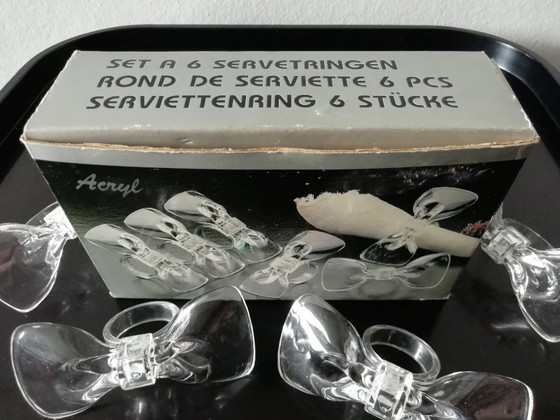 SET A 6 SERVETRINGEN
ROND DE SERVIETTE 6 PCS
SERVIETTENRING 6 STÜCKE
Acryl